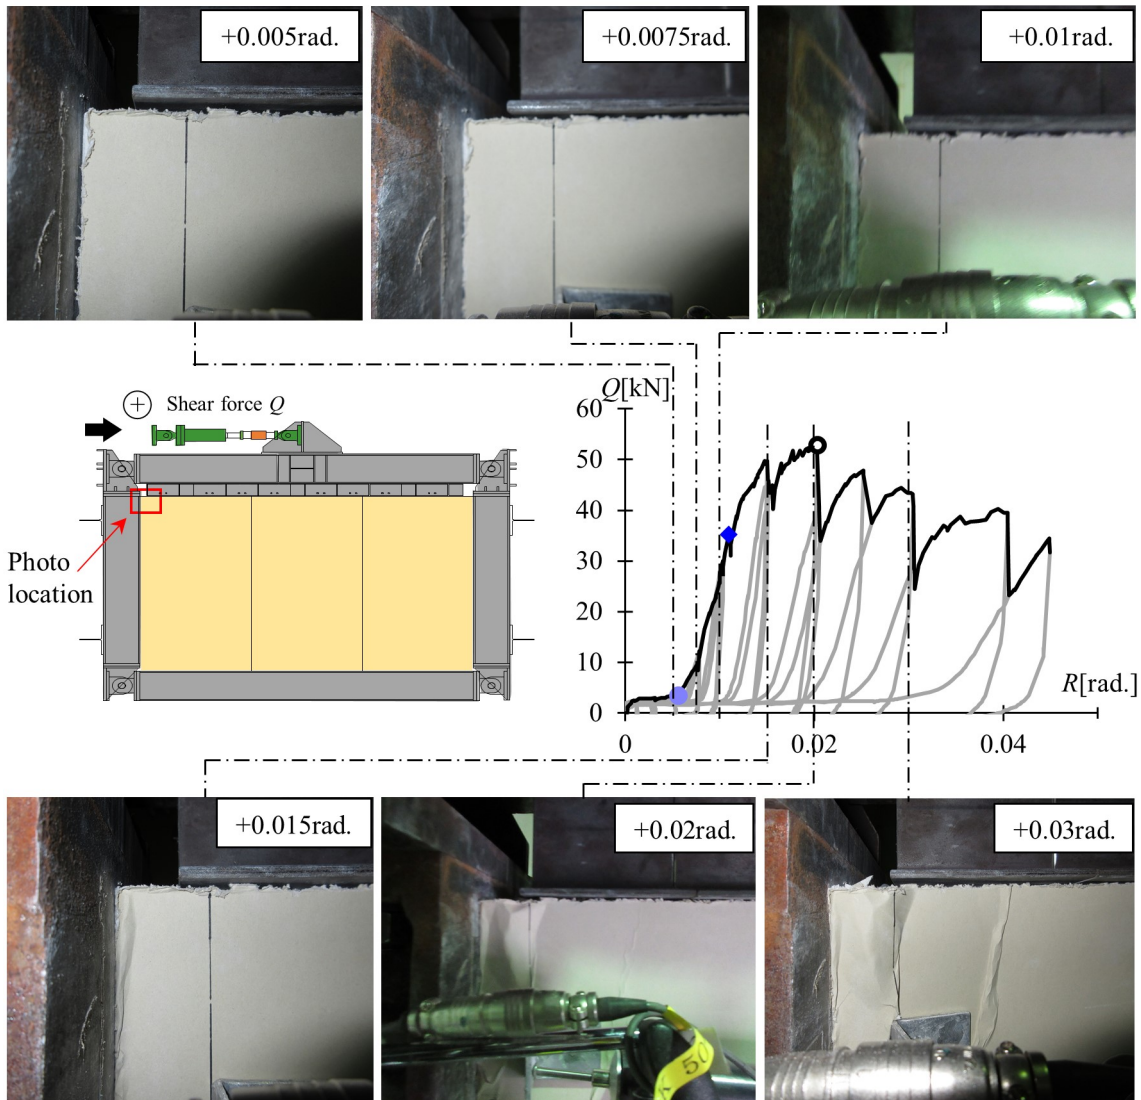 +0.005rad.
+0.0075rad.
+0.01rad.
+ Shear force Q
Photo
location
Q[kN]
60
50
40
30
20
10
0
R[rad.]
0
0.02
0.04
+0.015rad.
+0.02rad.
+0.03rad.
50